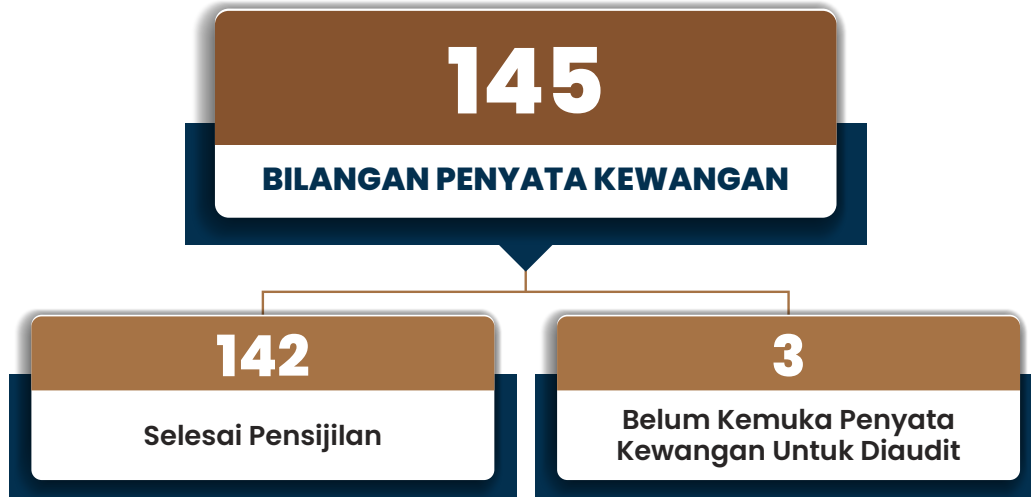 145
BILANGAN PENYATA KEWANGAN
142
Selesai Pensijilan
3
Belum Kemuka Penyata
Kewangan Untuk Diaudit